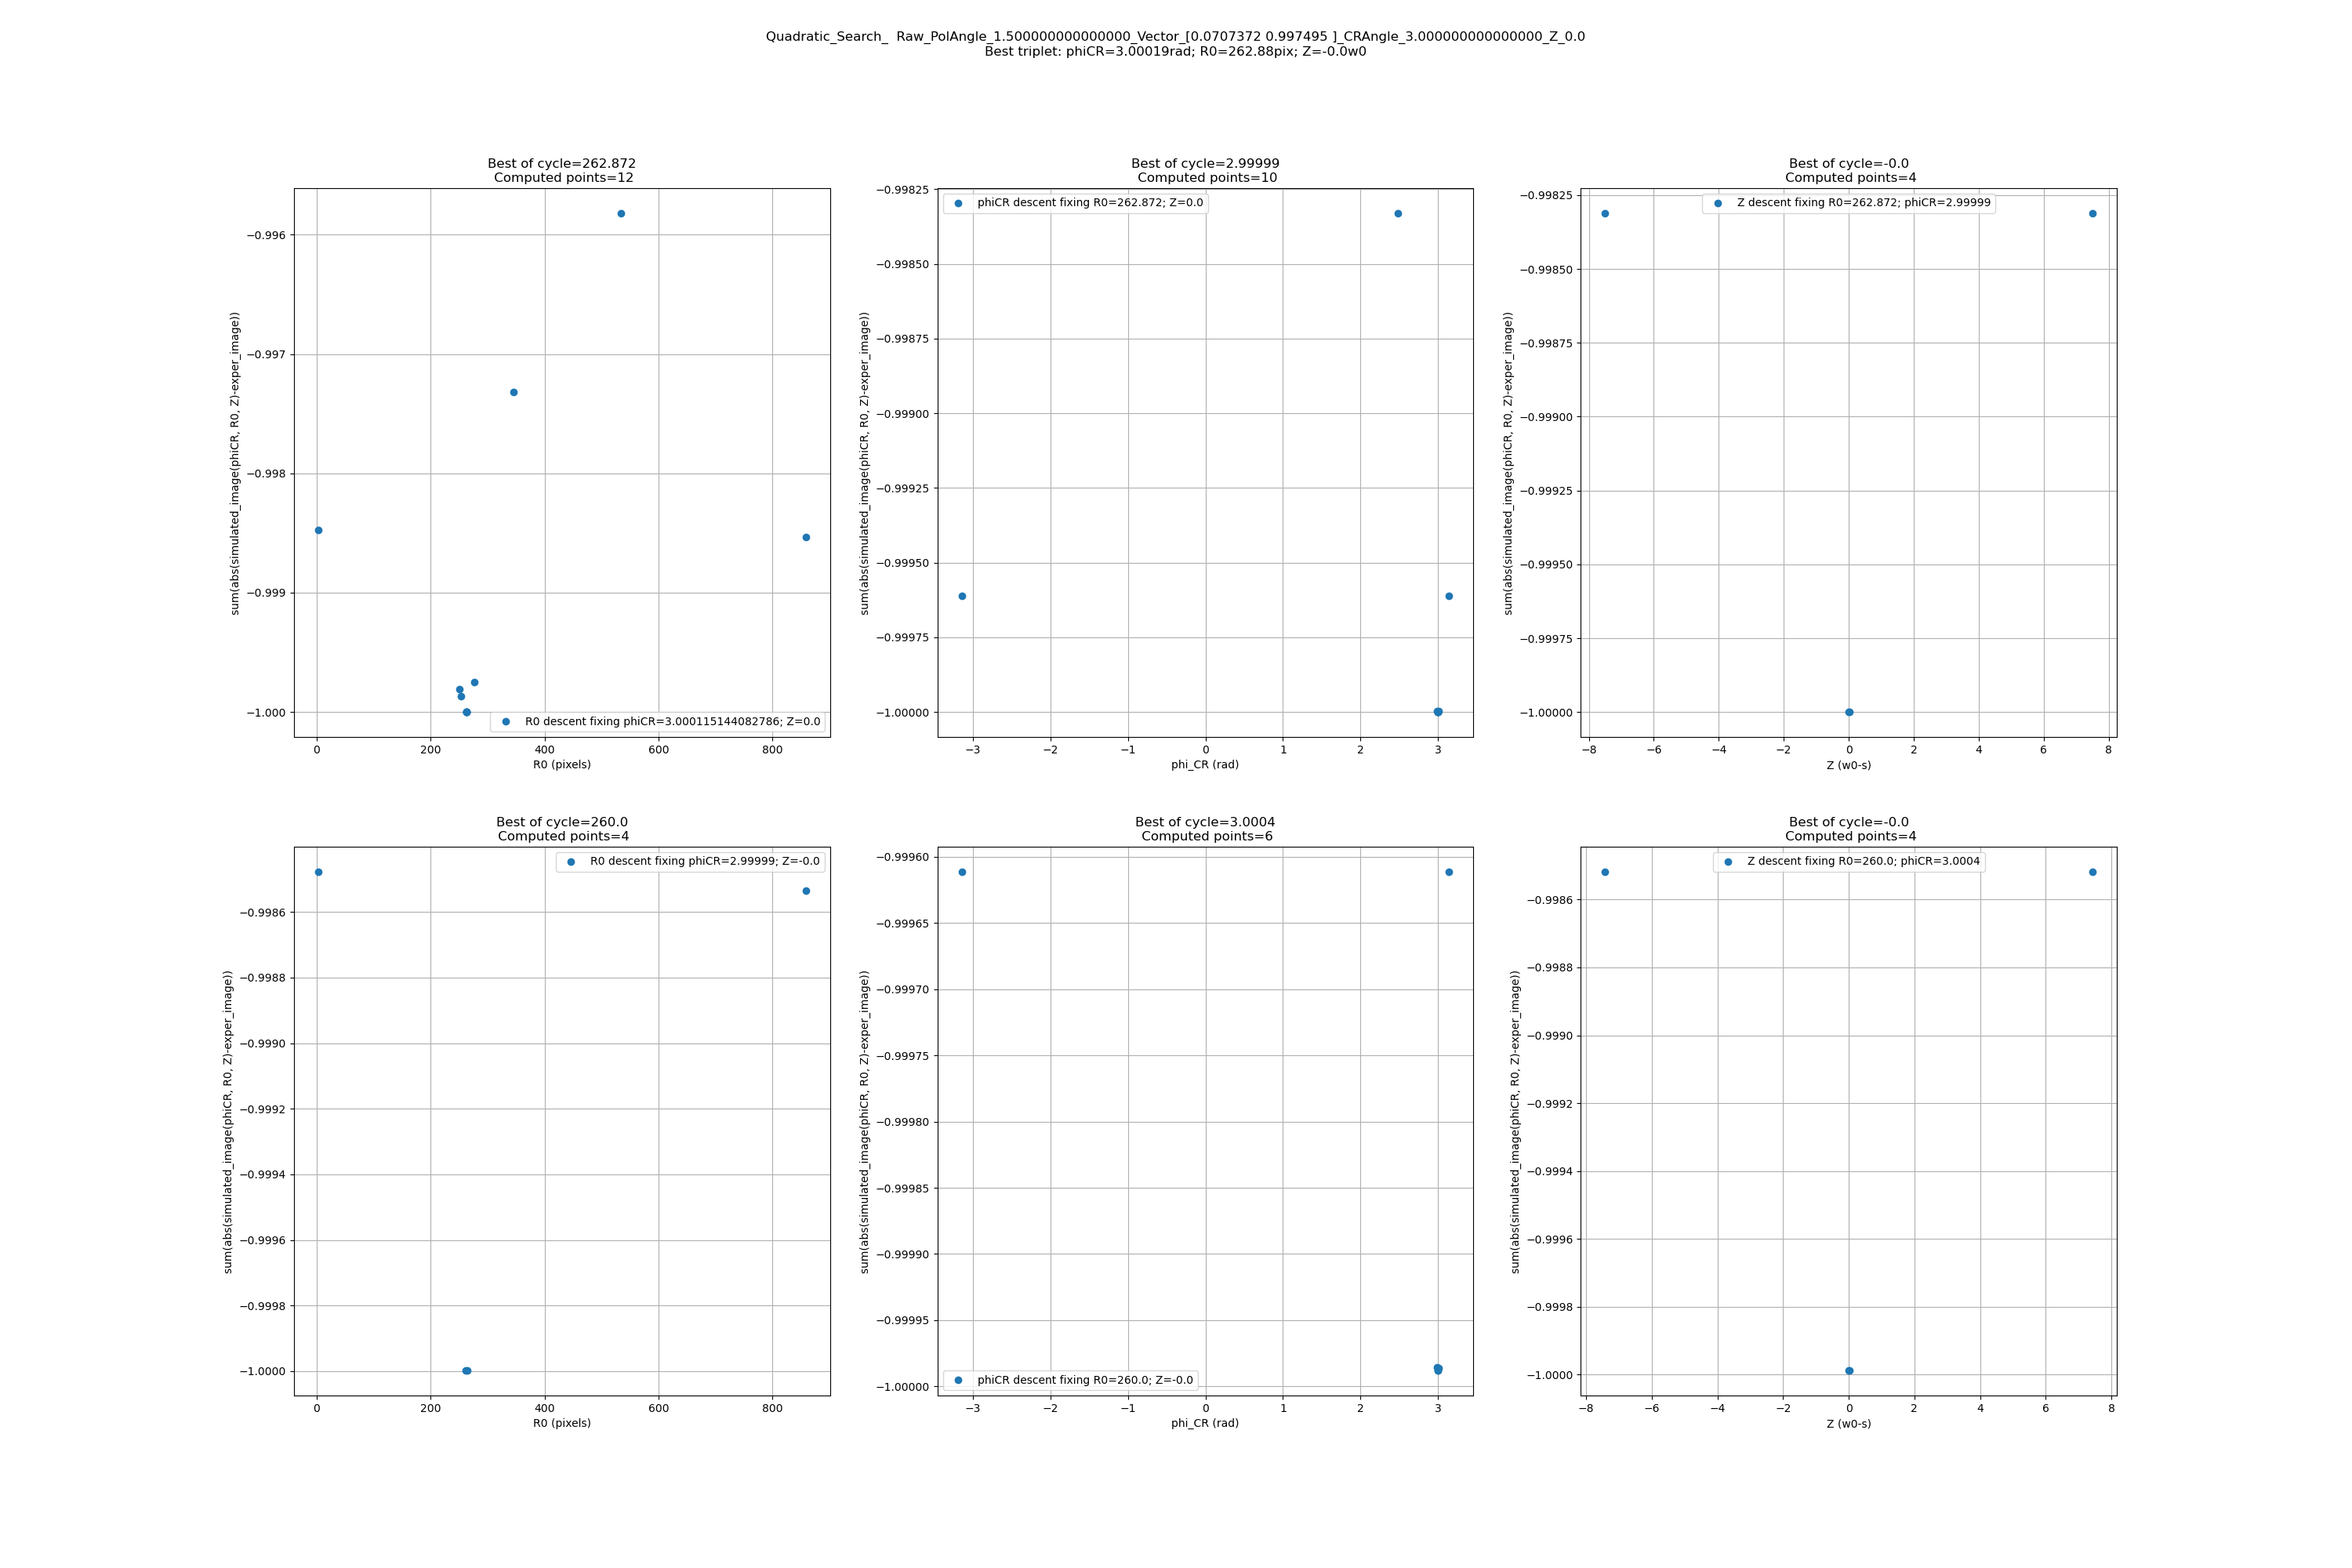 Quadratic_Search_  Raw_PolAngle_1.500000000000000_Vector_[0.0707372 0.997495 ]_CRAngle_3.000000000000000_Z_0.0
Best triplet: phiCR=3.00019rad; R0=262.88pix; Z=-0.0w0
Best of cycle=262.872
Computed points=12
−0.996
−0.997
−0.998
−0.999
−1.000
sum(abs(simulated_image(phiCR, R0, Z)-exper_image))
R0 descent fixing phiCR=3.000115144082786; Z=0.0
0 200 400 600 800
R0 (pixels)
Best of cycle=2.99999
Computed points=10
phiCR descent fixing R0=262.872; Z=0.0
−0.99825
−0.99850
−0.99875
−0.99900
−0.99925
−0.99950
−0.99975
−1.00000
sum(abs(simulated_image(phiCR, R0, Z)-exper_image))
−3 −2 −1 0 1 2 3
phi_CR (rad)
Best of cycle=-0.0
Computed points=4
Z descent fixing R0=262.872; phiCR=2.99999
−0.99825
−0.99850
−0.99875
−0.99900
−0.99925
−0.99950
−0.99975
−1.00000
sum(abs(simulated_image(phiCR, R0, Z)-exper_image))
−8 −6 −4 −2 0 2 4 6 8
Z (w0-s)
Best of cycle=260.0
Computed points=4
R0 descent fixing phiCR=2.99999; Z=-0.0
−0.9986
−0.9988
−0.9990
−0.9992
−0.9994
−0.9996
−0.9998
−1.0000
sum(abs(simulated_image(phiCR, R0, Z)-exper_image))
0 200 400 600 800
R0 (pixels)
Best of cycle=3.0004
Computed points=6
−0.99960
−0.99965
−0.99970
−0.99975
−0.99980
−0.99985
−0.99990
−0.99995
−1.00000
sum(abs(simulated_image(phiCR, R0, Z)-exper_image))
phiCR descent fixing R0=260.0; Z=-0.0
−3 −2 −1 0 1 2 3
phi_CR (rad)
Best of cycle=-0.0
Computed points=4
Z descent fixing R0=260.0; phiCR=3.0004
−0.9986
−0.9988
−0.9990
−0.9992
−0.9994
−0.9996
−0.9998
−1.0000
sum(abs(simulated_image(phiCR, R0, Z)-exper_image))
−8 −6 −4 −2 0 2 4 6 8
Z (w0-s)